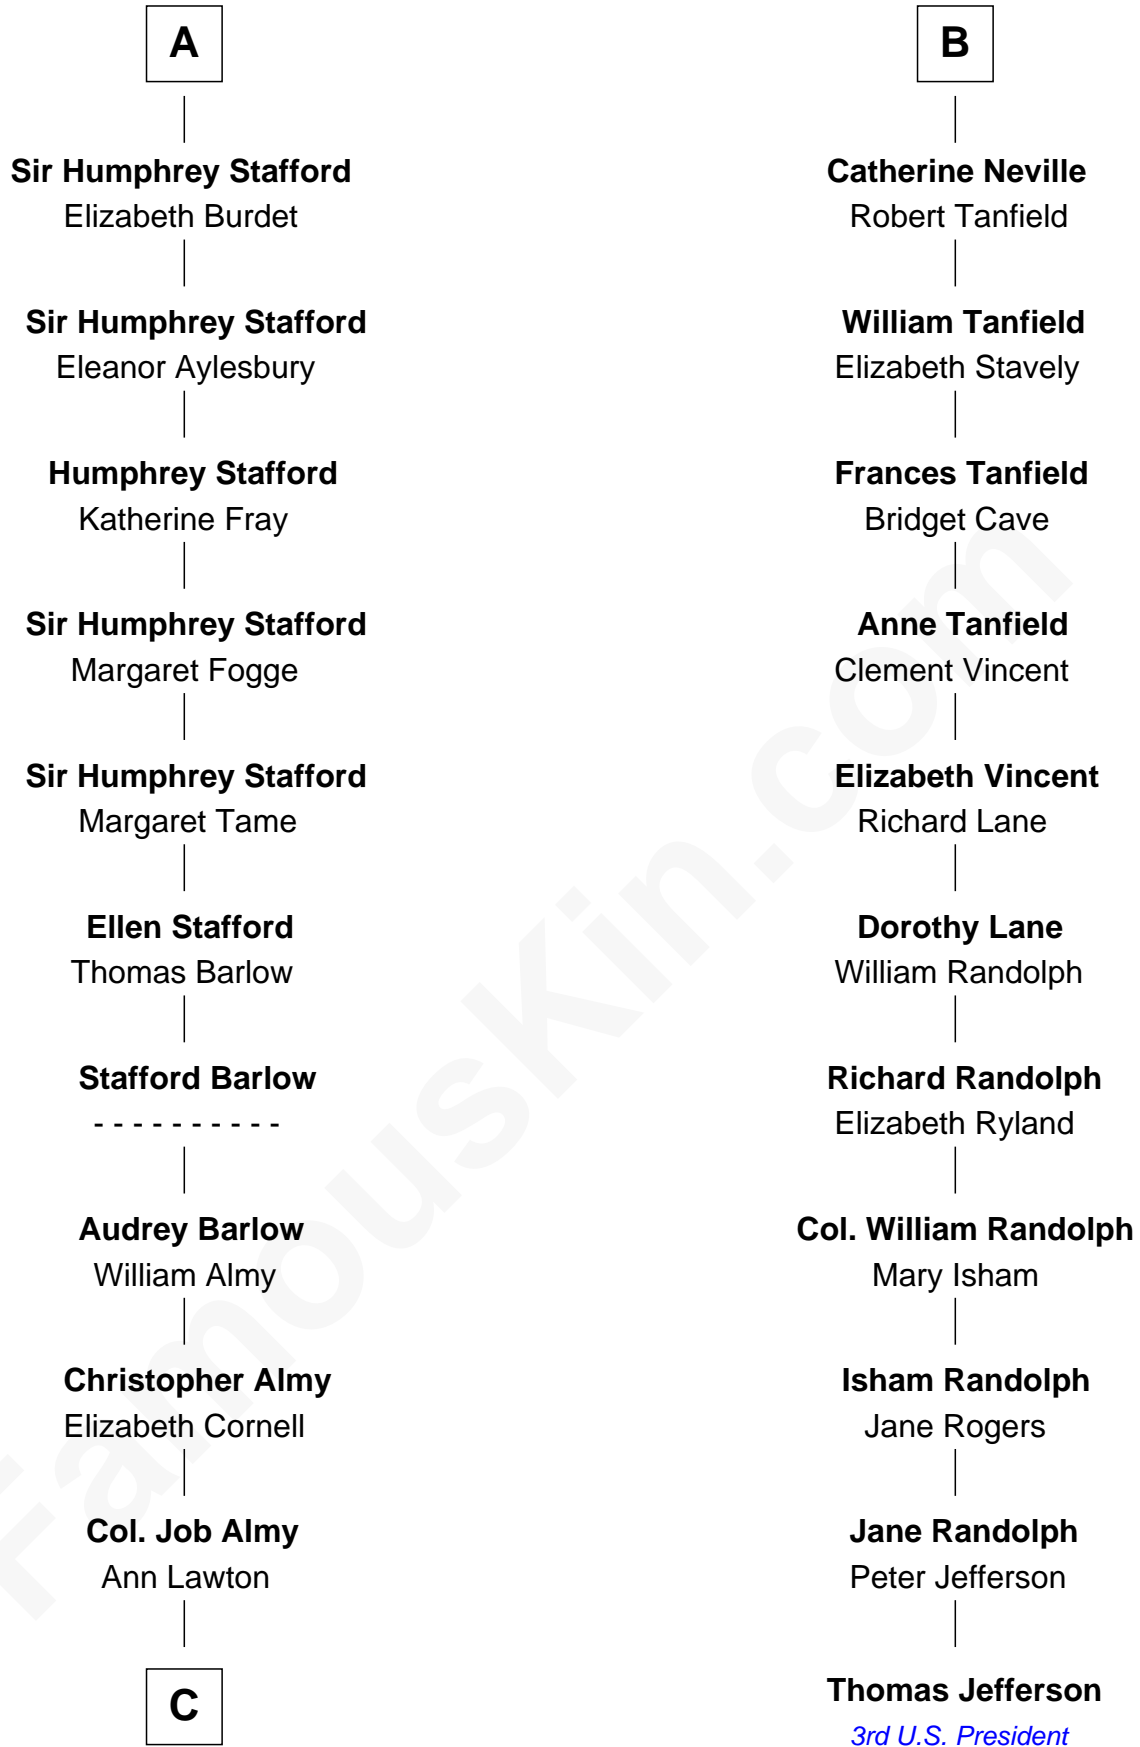 A
Sir Humphrey Stafford
Elizabeth Burdet
Sir Humphrey Stafford
Eleanor Aylesbury
Humphrey Stafford
Katherine Fray
Sir Humphrey Stafford
Margaret Fogge
Sir Humphrey Stafford
Margaret Tame
Ellen Stafford
Thomas Barlow
Stafford Barlow
- - - - - - - - - -
Audrey Barlow
William Almy
Christopher Almy
Elizabeth Cornell
Col. Job Almy
Ann Lawton
C
B
Catherine Neville
Robert Tanfield
William Tanfield
Elizabeth Stavely
Frances Tanfield
Bridget Cave
Anne Tanfield
Clement Vincent
Elizabeth Vincent
Richard Lane
Dorothy Lane
William Randolph
Richard Randolph
Elizabeth Ryland
Col. William Randolph
Mary Isham
Isham Randolph
Jane Rogers
Jane Randolph
Peter Jefferson
Thomas Jefferson
3rd U.S. President
FamousKin.com